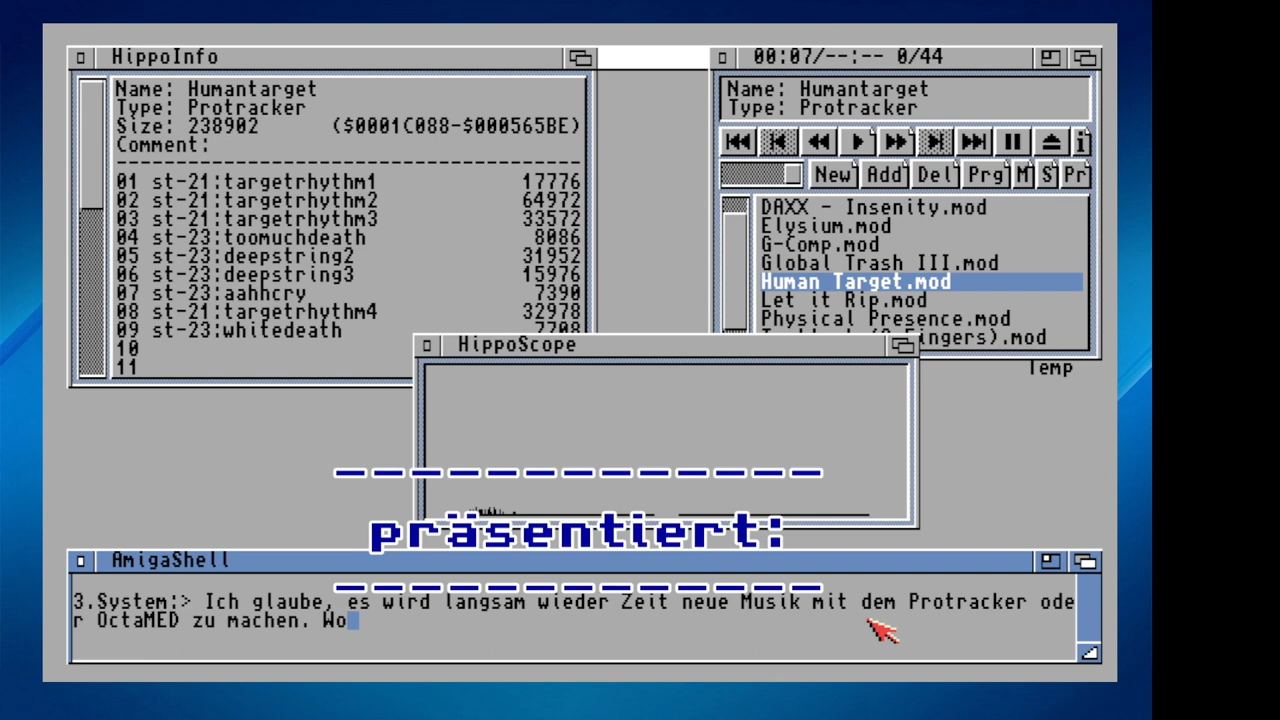 HippoInfo
Name: Humantarget
Type: Protracker
Size: 238902 ($0001C088-$000565BE)
Comment:
---------------------------------------
01 st-21:targetrhythm1 17776
02 st-21:targetrhythm2 64972
03 st-21:targetrhythm3 33572
04 st-23:toomuchdeath 8086
05 st-23:deepstring2 31952
06 st-23:deepstring3 15976
07 st-23:aahhcry 7390
08 st-21:targetrhythm4 32978
09 st-23:whitedeath 7708
10
11
00:07/--:-- 0/44
Name: Humantarget
Type: Protracker
New Add Del Prg M S Pr
DAXX - Insenity.mod
Elysium.mod
G-Comp.mod
Global Trash III.mod
Human Target.mod
Let it Rip.mod
Physical Presence.mod
Fingers).mod
Temp
HippoScope
-------------
präsentiert:
-------------
AmigaShell
3.System:> Ich glaube, es wird langsam wieder Zeit neue Musik mit dem Protracker ode
r OctaMED zu machen. Wo